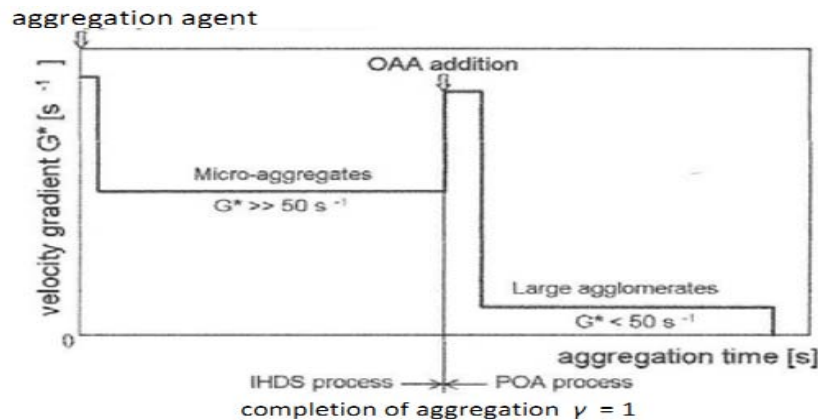 aggregation agent
OAA addition
velocity gradient G* [s ⁻¹ ]
Micro-aggregates
G* >> 50 s ⁻¹
Large agglomerates
G* < 50 s ⁻¹
0
aggregation time [s]
IHDS process
POA process
completion of aggregation γ = 1